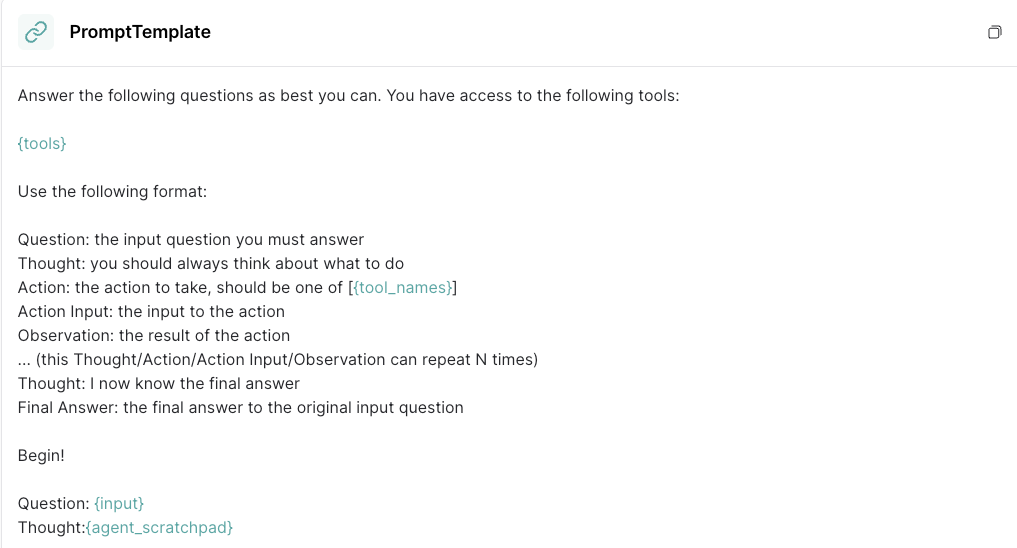 PromptTemplate
Answer the following questions as best you can. You have access to the following tools:
{tools}
Use the following format:
Question: the input question you must answer
Thought: you should always think about what to do
Action: the action to take, should be one of [{tool_names}]
Action Input: the input to the action
Observation: the result of the action
... (this Thought/Action/Action Input/Observation can repeat N times)
Thought: I now know the final answer
Final Answer: the final answer to the original input question
Begin!
Question: {input}
Thought:{agent_scratchpad}